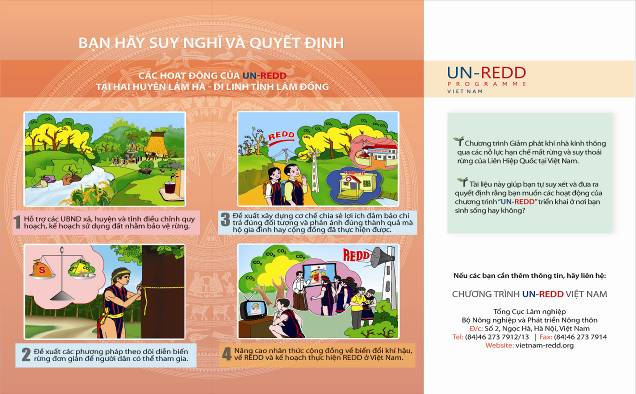 BẠN HÃY SUY NGHĨ VÀ QUYẾT ĐỊNH
CÁC HOẠT ĐỘNG CỦA UN-REDD
TẠI HAI HUYỆN LÂM HÀ - DI LINH TỈNH LÂM ĐỒNG
1 Hỗ trợ các UBND xã, huyện và tỉnh điều chỉnh quy
hoạch, kế hoạch sử dụng đất nhằm bảo vệ rừng.
REDD
3 Đề xuất xây dựng cơ chế chia sẻ lợi ích đảm bảo chi
trả đúng đối tượng và phản ánh đúng thành quả mà
hộ gia đình hay cộng đồng đã thực hiện được.
$
2 Đề xuất các phương pháp theo dõi diễn biến
rừng đơn giản để người dân có thể tham gia.
REDD
4 Nâng cao nhận thức cộng đồng về biến đổi khí hậu,
về REDD và kế hoạch thực hiện REDD ở Việt Nam.
UN-REDD
PROGRAMME
VIETNAM
Chương trình Giảm phát khí nhà kính thông
qua các nỗ lực hạn chế mất rừng và suy thoái
rừng của Liên Hiệp Quốc tại Việt Nam.
Tài liệu này giúp bạn tự suy xét và đưa ra
quyết định rằng bạn muốn các hoạt động của
chương trình "UN-REDD" triển khai ở nơi bạn
sinh sống hay không?
Nếu các bạn cần thêm thông tin, hãy liên hệ:
CHƯƠNG TRÌNH UN-REDD VIỆT NAM
Tổng Cục Lâm nghiệp
Bộ Nông nghiệp và Phát triển Nông thôn
Đ/c: Số 2, Ngọc Hà, Hà Nội, Việt Nam
Tel: (84)46 273 7912/13 | Fax: (84)46 273 7914
Website: vietnam-redd.org